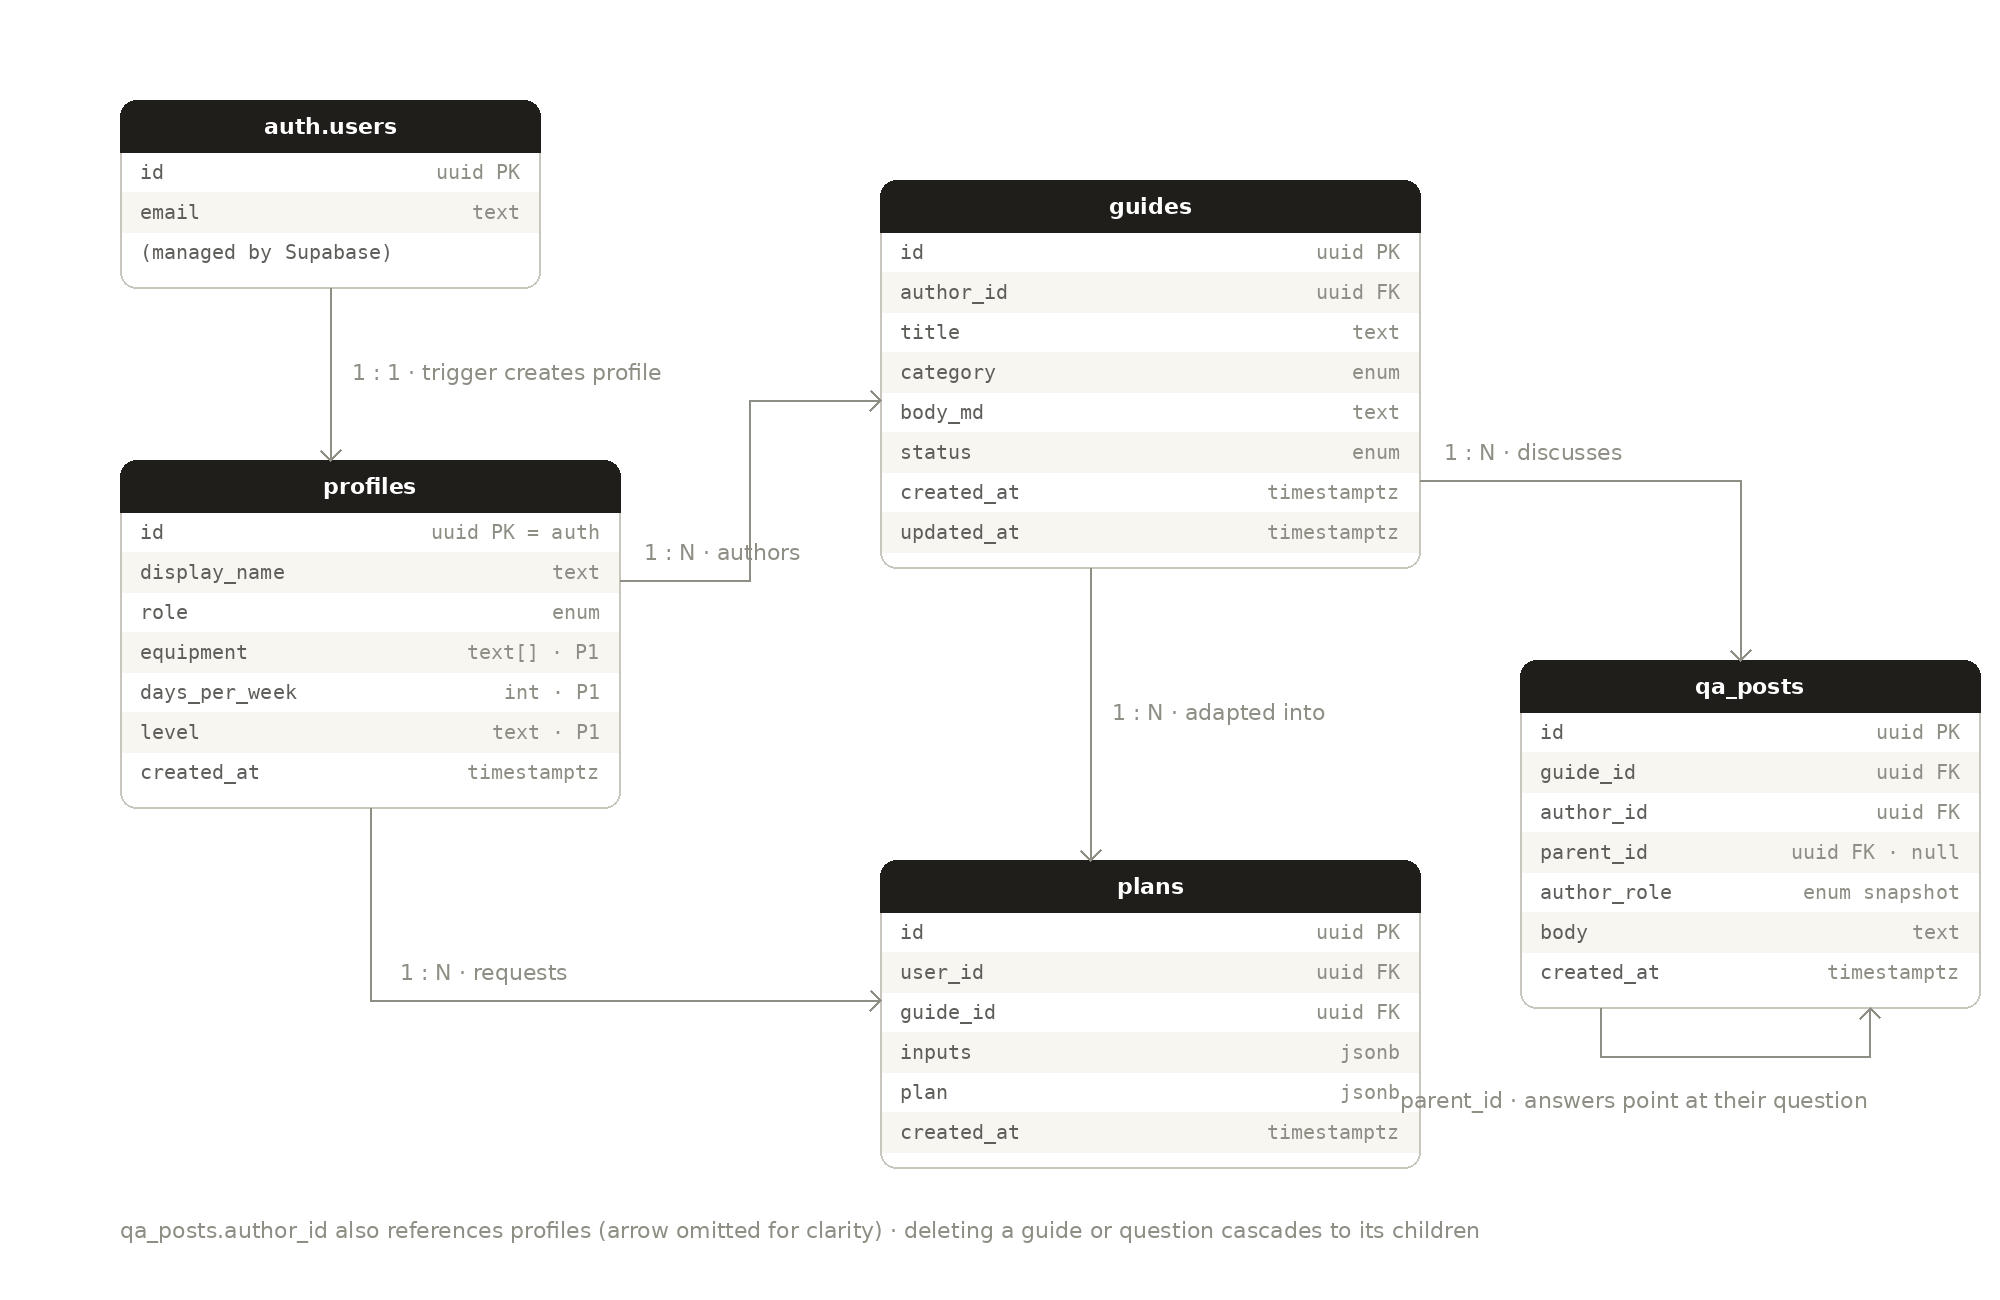 auth.users
id uuid PK
email text
(managed by Supabase)
1 : 1 · trigger creates profile
profiles
id uuid PK = auth
display_name text
role enum
equipment text[] · P1
days_per_week int · P1
level text · P1
created_at timestamptz
1 : N · authors
guides
id uuid PK
author_id uuid FK
title text
category enum
body_md text
status enum
created_at timestamptz
updated_at timestamptz
1 : N · discusses
1 : N · adapted into
1 : N · requests
plans
id uuid PK
user_id uuid FK
guide_id uuid FK
inputs jsonb
plan jsonb
created_at timestamptz
qa_posts
id uuid PK
guide_id uuid FK
author_id uuid FK
parent_id uuid FK · null
author_role enum snapshot
body text
created_at timestamptz
parent_id · answers point at their question
qa_posts.author_id also references profiles (arrow omitted for clarity) · deleting a guide or question cascades to its children